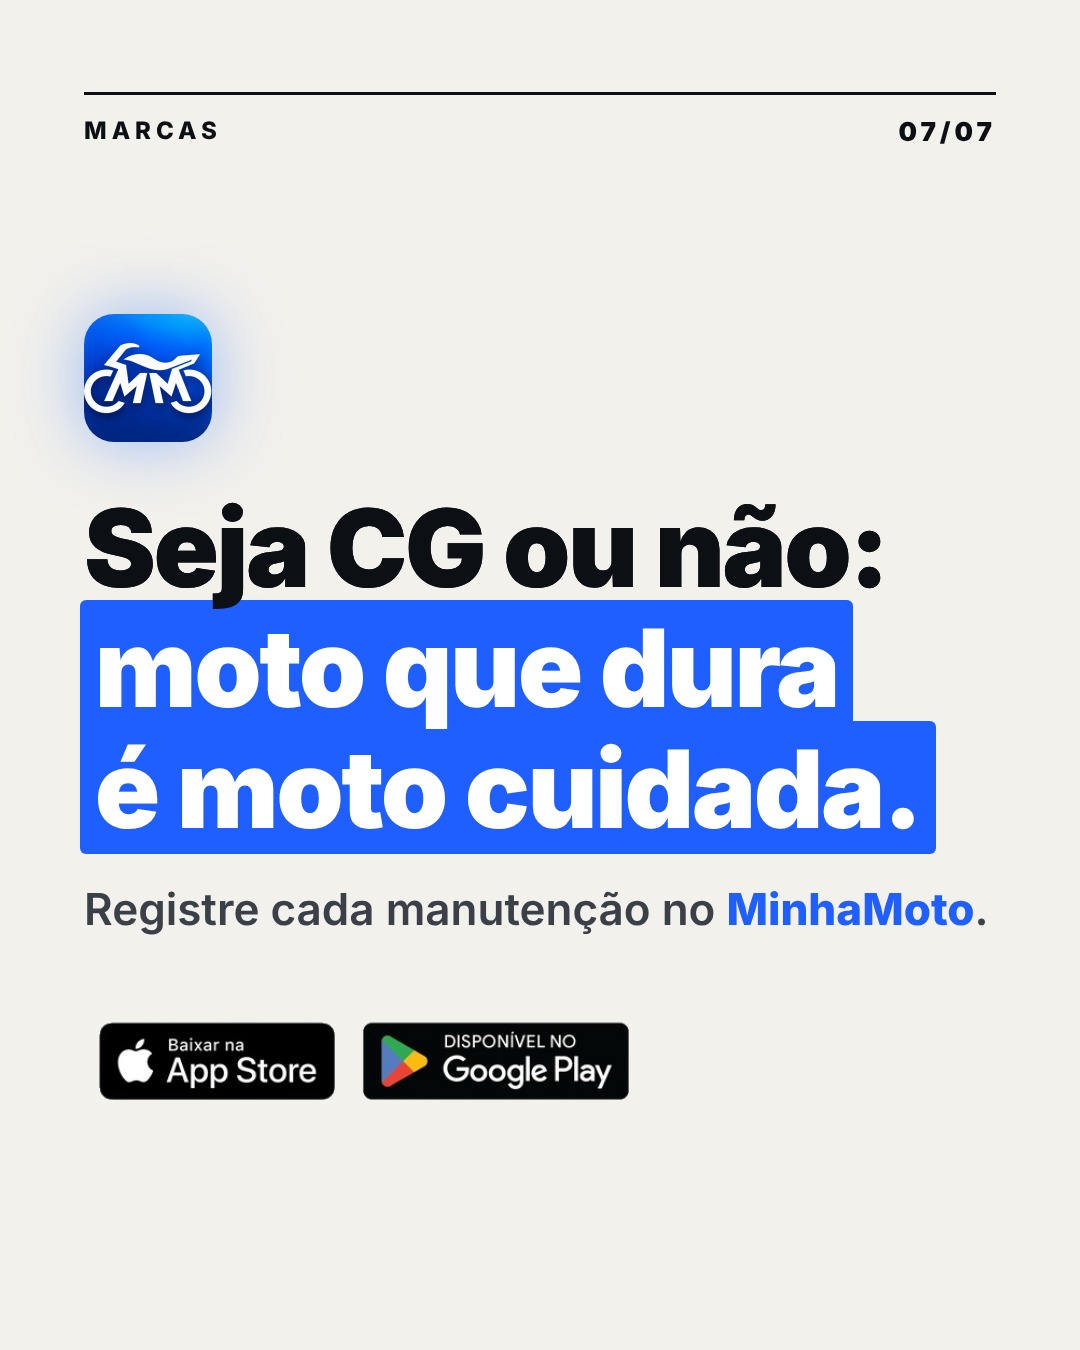 MARCAS
07/07
MM
Seja CG ou não:
moto que dura
é moto cuidada.
Registre cada manutenção no MinhaMoto.
Baixar na
App Store
DISPONÍVEL NO
Google Play